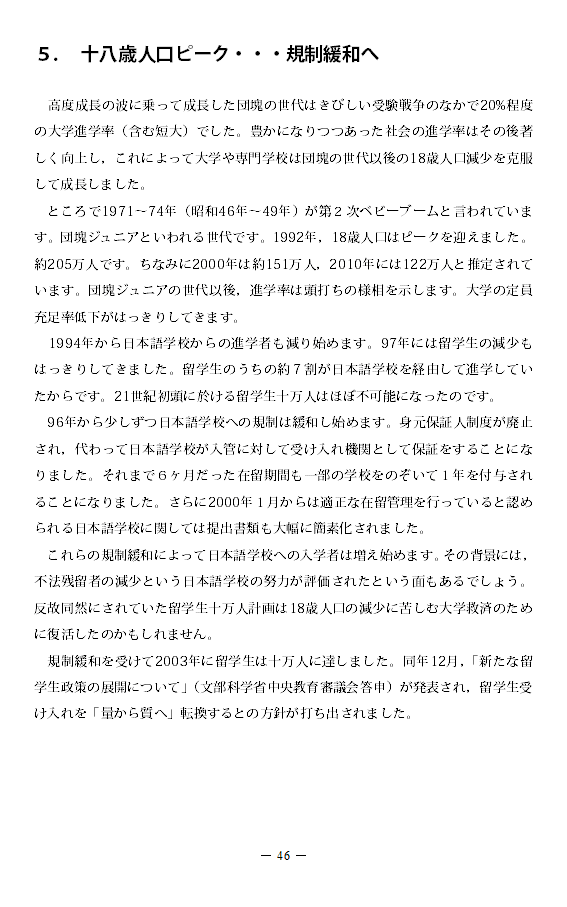 ５．　十八歳人口ピーク・・・規制緩和へ
　高度成長の波に乗って成長した団塊の世代はきびしい受験戦争のなかで20%程度
の大学進学率（含む短大）でした。豊かになりつつあった社会の進学率はその後著
しく向上し，これによって大学や専門学校は団塊の世代以後の18歳人口減少を克服
して成長しました。
　ところで1971～74年（昭和46年～49年）が第２次ベビーブームと言われていま
す。団塊ジュニアといわれる世代です。1992年，18歳人口はピークを迎えました。
約205万人です。ちなみに2000年は約151万人，2010年には122万人と推定されて
います。団塊ジュニアの世代以後，進学率は頭打ちの様相を示します。大学の定員
充足率低下がはっきりしてきます。
　1994年から日本語学校からの進学者も減り始めます。97年には留学生の減少も
はっきりしてきました。留学生のうちの約７割が日本語学校を経由して進学してい
たからです。21世紀初頭に於ける留学生十万人はほぼ不可能になったのです。
　96年から少しずつ日本語学校への規制は緩和し始めます。身元保証人制度が廃止
され，代わって日本語学校が入管に対して受け入れ機関として保証をすることにな
りました。それまで６ヶ月だった在留期間も一部の学校をのぞいて１年を付与され
ることになりました。さらに2000年１月からは適正な在留管理を行っていると認め
られる日本語学校に関しては提出書類も大幅に簡素化されました。
　これらの規制緩和によって日本語学校への入学者は増え始めます。その背景には，
不法残留者の減少という日本語学校の努力が評価されたという面もあるでしょう。
反故同然にされていた留学生十万人計画は18歳人口の減少に苦しむ大学救済のため
に復活したのかもしれません。
　規制緩和を受けて2003年に留学生は十万人に達しました。同年12月，「新たな留
学生政策の展開について」（文部科学省中央教育審議会答申）が発表され，留学生受
け入れを「量から質へ」転換するとの方針が打ち出されました。
― 46 ―